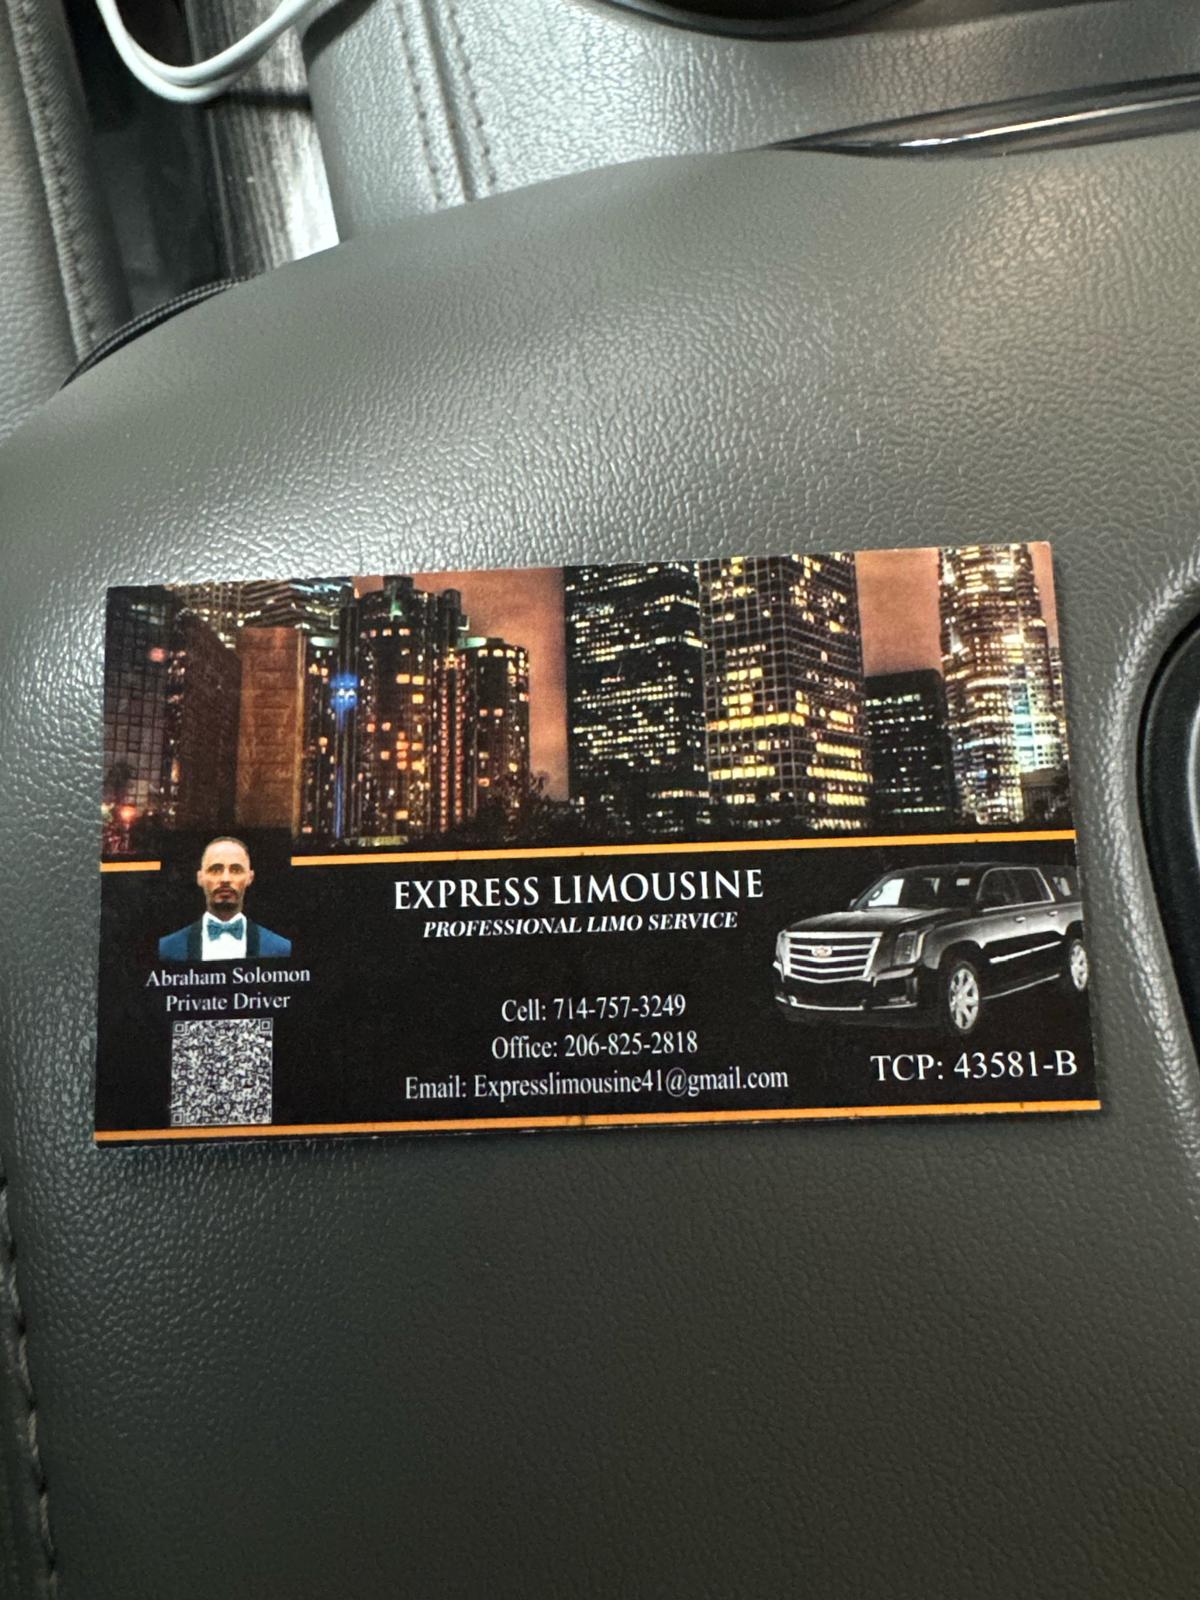 EXPRESS LIMOUSINE
PROFESSIONAL LIMO SERVICE
Abraham Solomon
Private Driver
Cell: 714-757-3249
Office: 206-825-2818
Email: Expresslimousine41@gmail.com
TCP: 43581-B